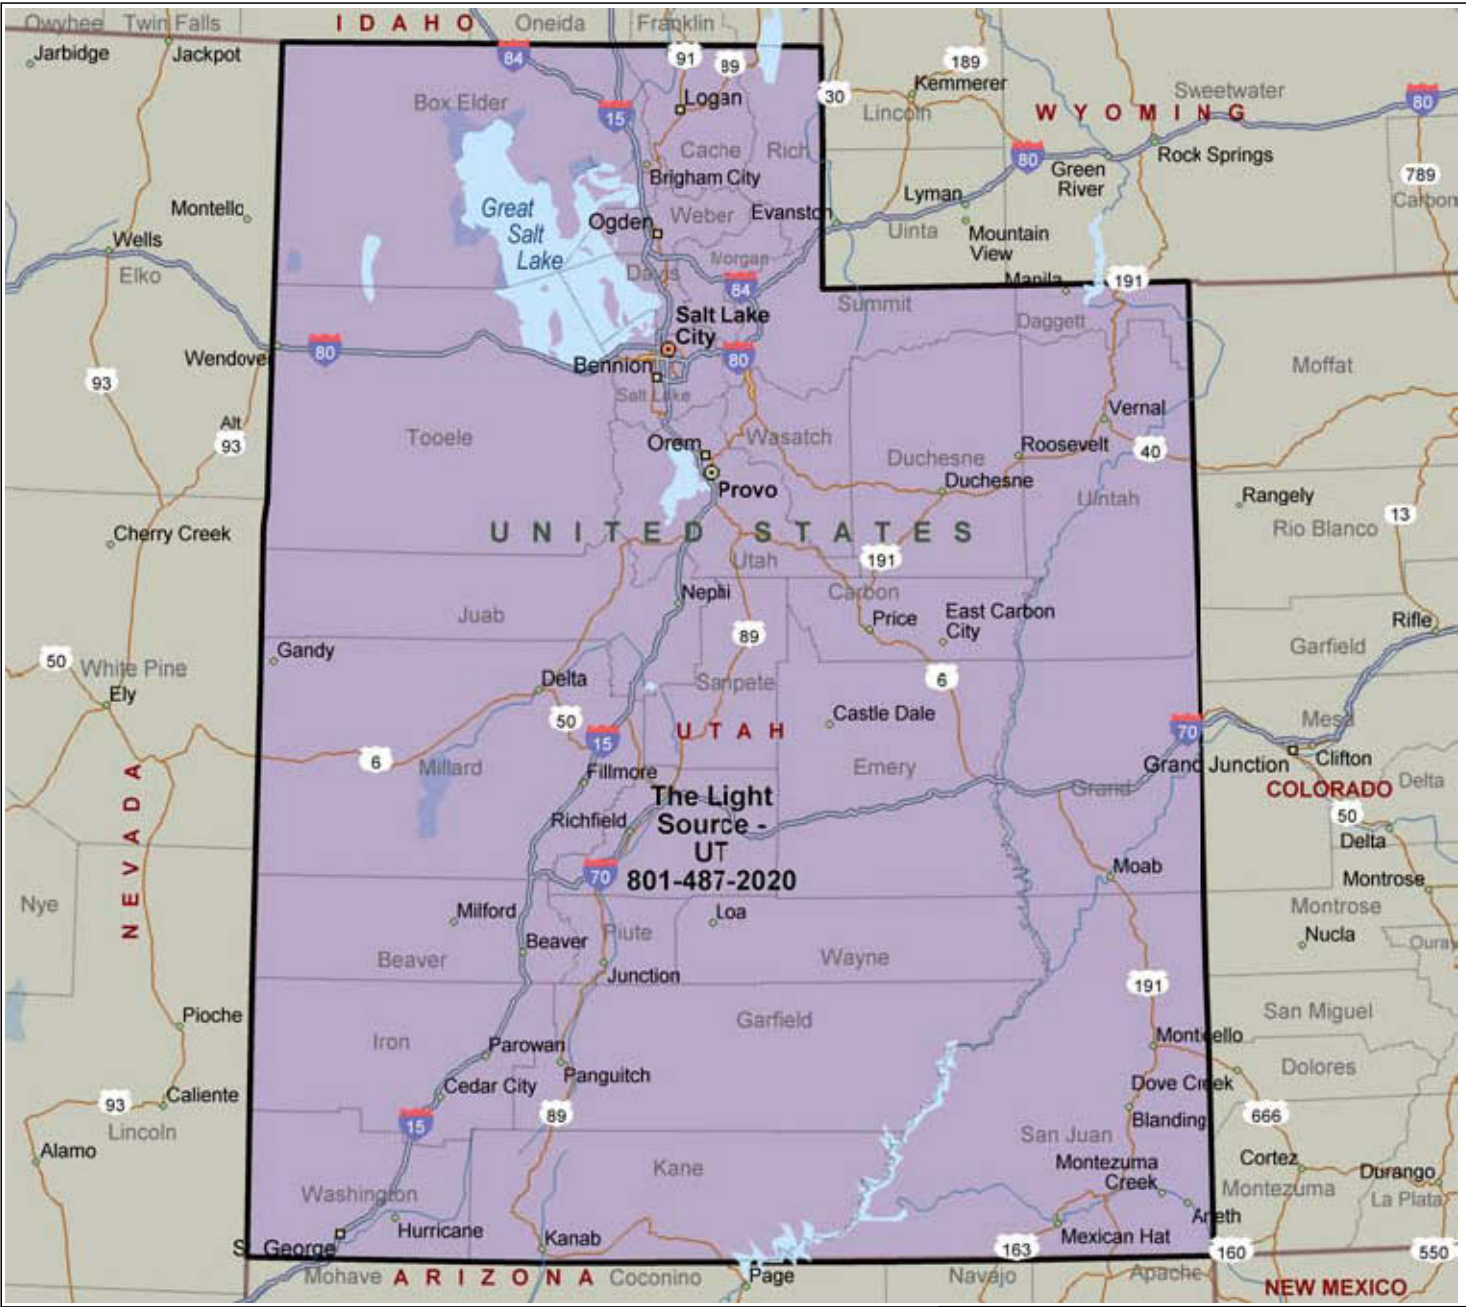 Owyhee Twin Falls
IDAHO
Oneida
Franklin
Jarbidge
Jackpot
84
91
89
189
Kemmerer
30
Lincoln
Sweetwater
WYOMING
80
Box Elder
Logan
15
Cache
Rich
80
Green
River
Rock Springs
789
Carbon
Brigham City
Montello
Great
Salt
Lake
Ogden
Weber
Evanston
Lyman
Uinta
Mountain
View
Wells
Elko
Davis
Morgan
84
Manila
191
Summit
Daggett
Salt Lake
City
Wendover
80
Bennion
80
Salt Lake
Moffat
93
Alt
93
Tooele
Orem
Wasatch
Vernal
Roosevelt
40
Duchesne
Duchesne
Provo
Uintah
Rangely
Rio Blanco
13
Cherry Creek
UNITED STATES
Utah
191
Carbon
Nephi
Juab
Price
East Carbon
City
Rifle
89
Garfield
Gandy
50
White Pine
Ely
Delta
Sanpete
6
50
Castle Dale
UTAH
15
70
Mesa
6
Millard
Fillmore
Emery
Grand Junction
Clifton
Grand
COLORADO
Delta
NEVADA
The Light
Source -
UT
801-487-2020
Richfield
70
50
Delta
Moab
Montrose
Nye
Milford
Loa
Montrose
Nucla
Ouray
Piute
Beaver
Beaver
Wayne
Junction
191
Pioche
Garfield
San Miguel
Iron
Parowan
Monticello
Panguitch
Dolores
Cedar City
Dove Creek
Caliente
93
Lincoln
15
89
Blanding
666
San Juan
Alamo
Kane
Montezuma
Creek
Cortez
Durango
Montezuma
La Plata
Washington
Aneth
Hurricane
Kanab
Mexican Hat
George
163
160
550
Mohave
ARIZONA
Coconino
Page
Navajo
Apache
NEW MEXICO